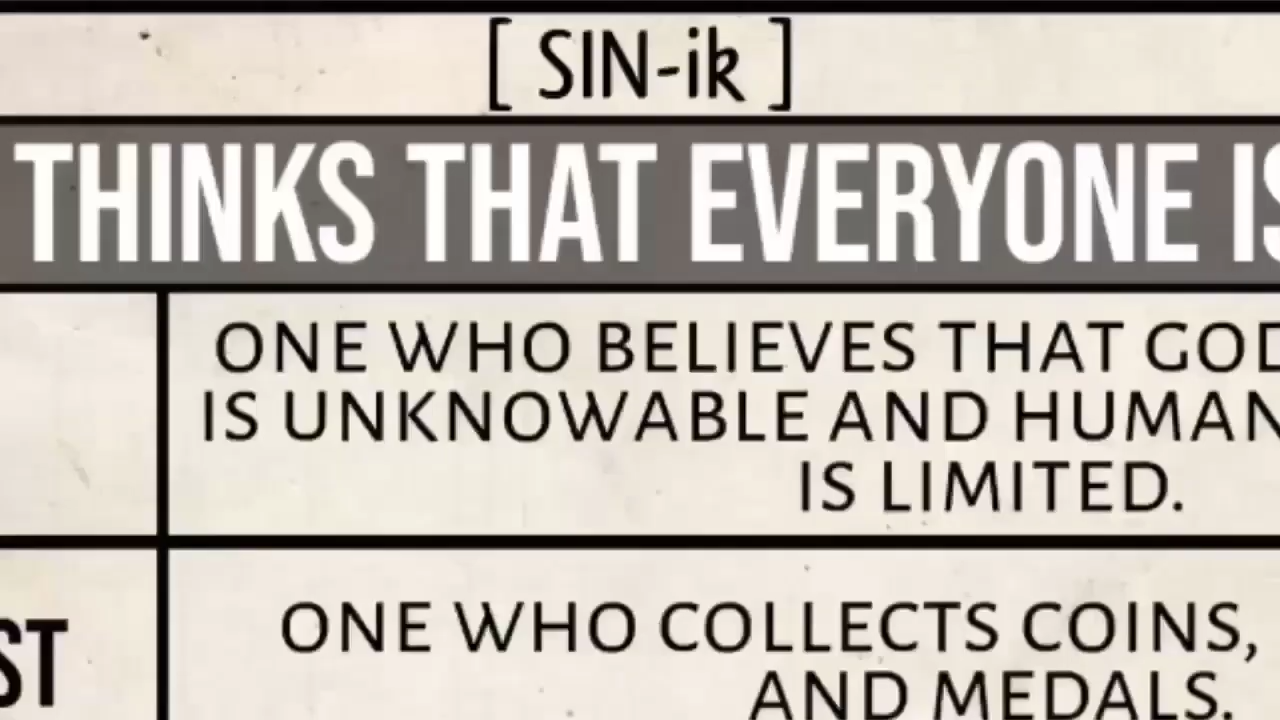 [ SIN-ik ]
THINKS THAT EVERYONE IS
ONE WHO BELIEVES THAT GOD
IS UNKNOWABLE AND HUMAN
IS LIMITED.
ST
ONE WHO COLLECTS COINS,
AND MEDALS.